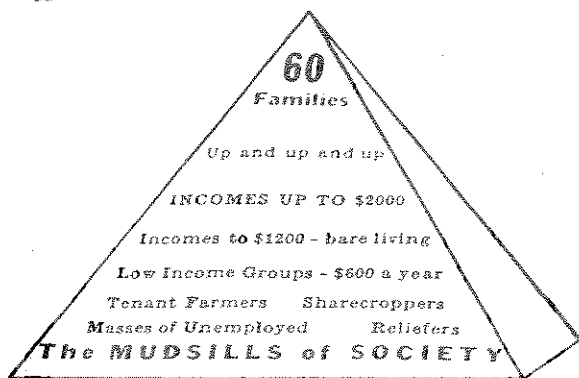 60
Families
Up and up and up
INCOMES UP TO $2000
Incomes to $1200 - bare living
Low Income Groups - $600 a year
Tenant Farmers Sharecroppers
Masses of Unemployed Reliefers
The MUDSILLS of SOCIETY